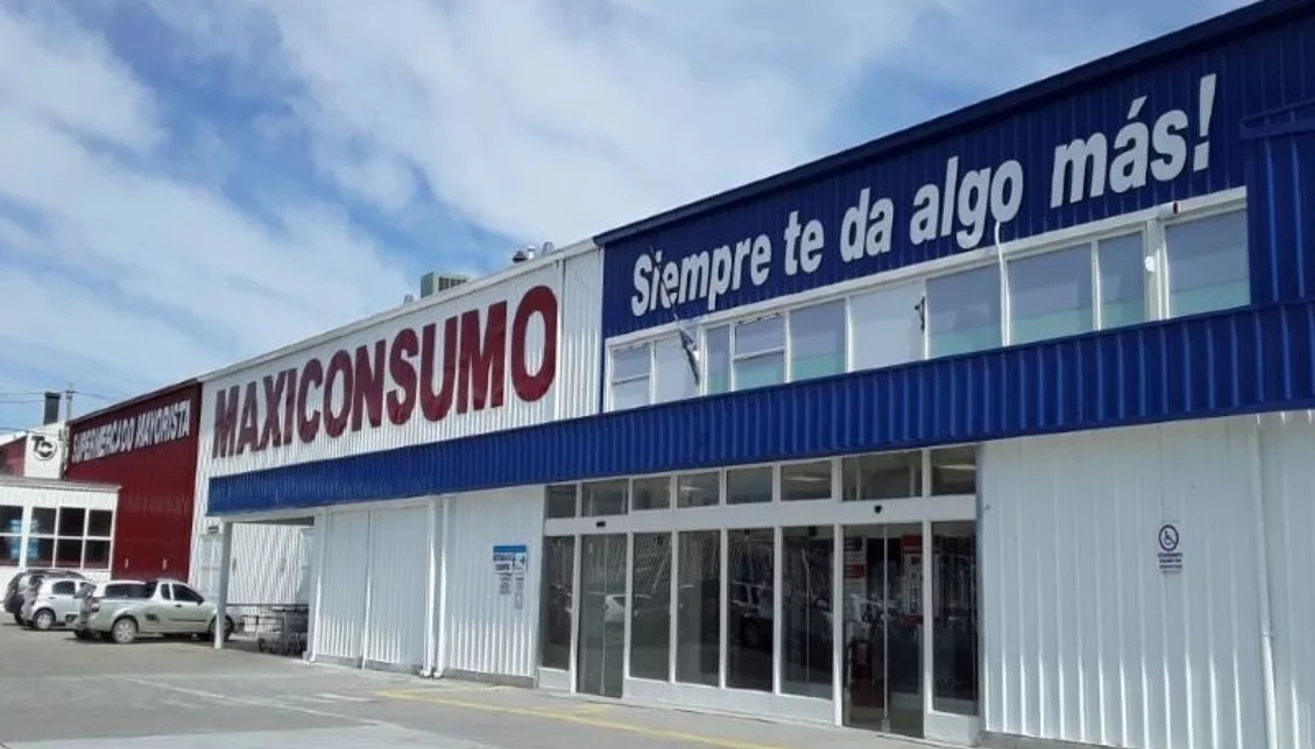 Siempre te da algo más!
MAXICONSUMO
SUPERMERCADO MAYORISTA